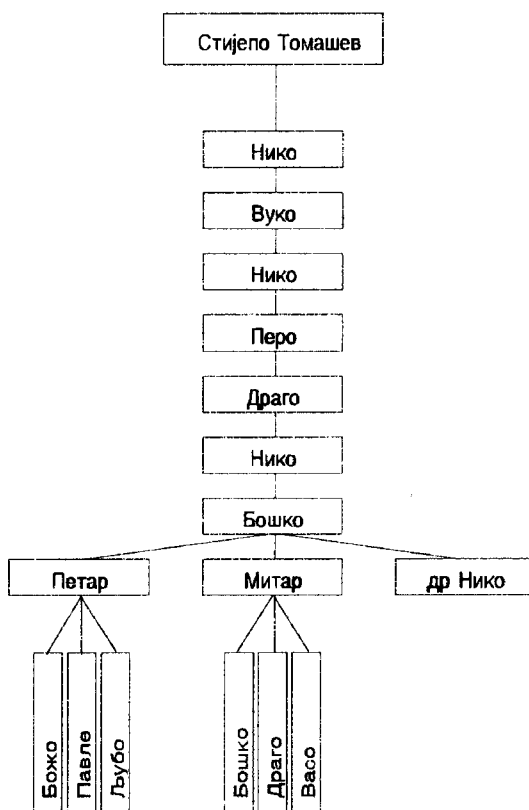 Стијепо Томашев
Нико
Вуко
Нико
Перо
Драго
Нико
Бошко
Петар
Митар
др Нико
Божо
Павле
Љубо
Бошко
Драго
Васо